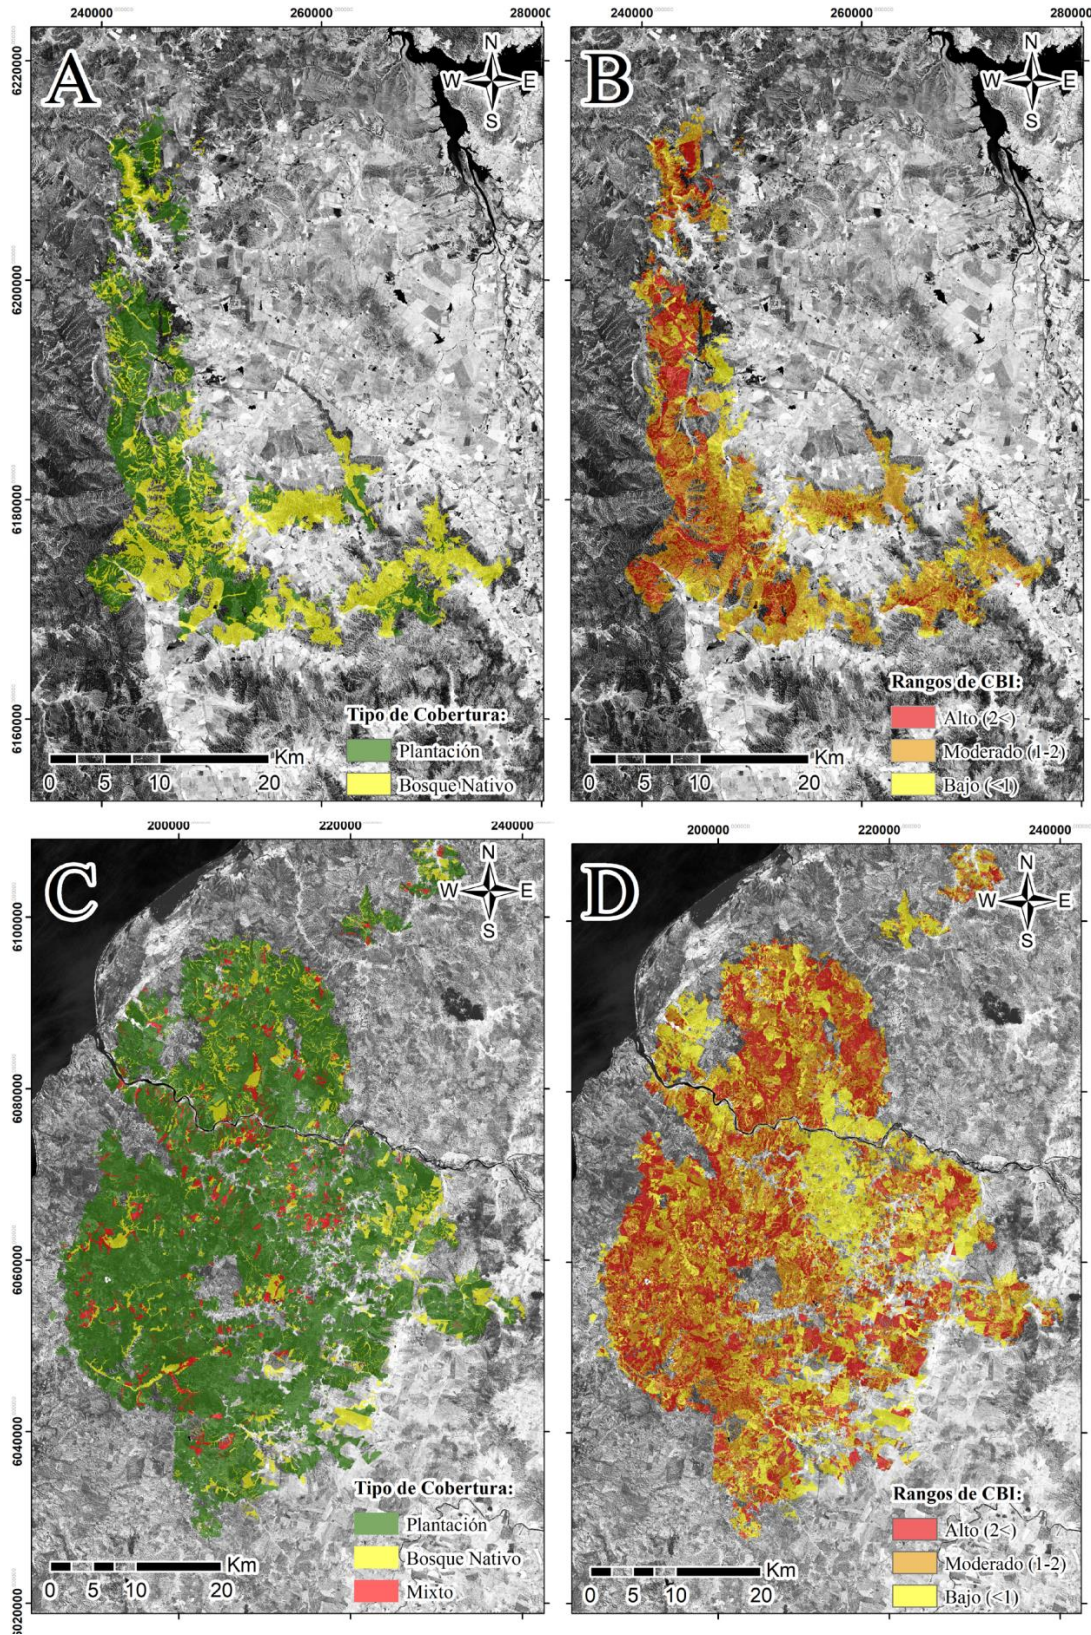 240000 260000 280000
240000 260000 280000
6220000
6200000
6180000
6160000
A
N
W E
S
Tipo de Cobertura:
Plantación
Bosque Nativo
Km
0 5 10 20
B
N
W E
S
Rangos de CBI:
Alto (2<)
Moderado (1-2)
Bajo (<1)
Km
0 5 10 20
200000 220000 240000
200000 220000 240000
6100000
6080000
6060000
6040000
6020000
C
N
W E
S
Tipo de Cobertura:
Plantación
Bosque Nativo
Mixto
Km
0 5 10 20
D
N
W E
S
Rangos de CBI:
Alto (2<)
Moderado (1-2)
Bajo (<1)
Km
0 5 10 20